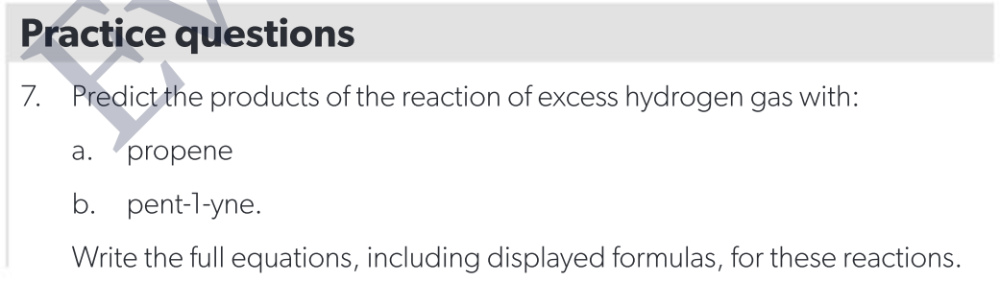 Practice questions
7. Predict the products of the reaction of excess hydrogen gas with:
a. propene
b. pent-1-yne.
Write the full equations, including displayed formulas, for these reactions.